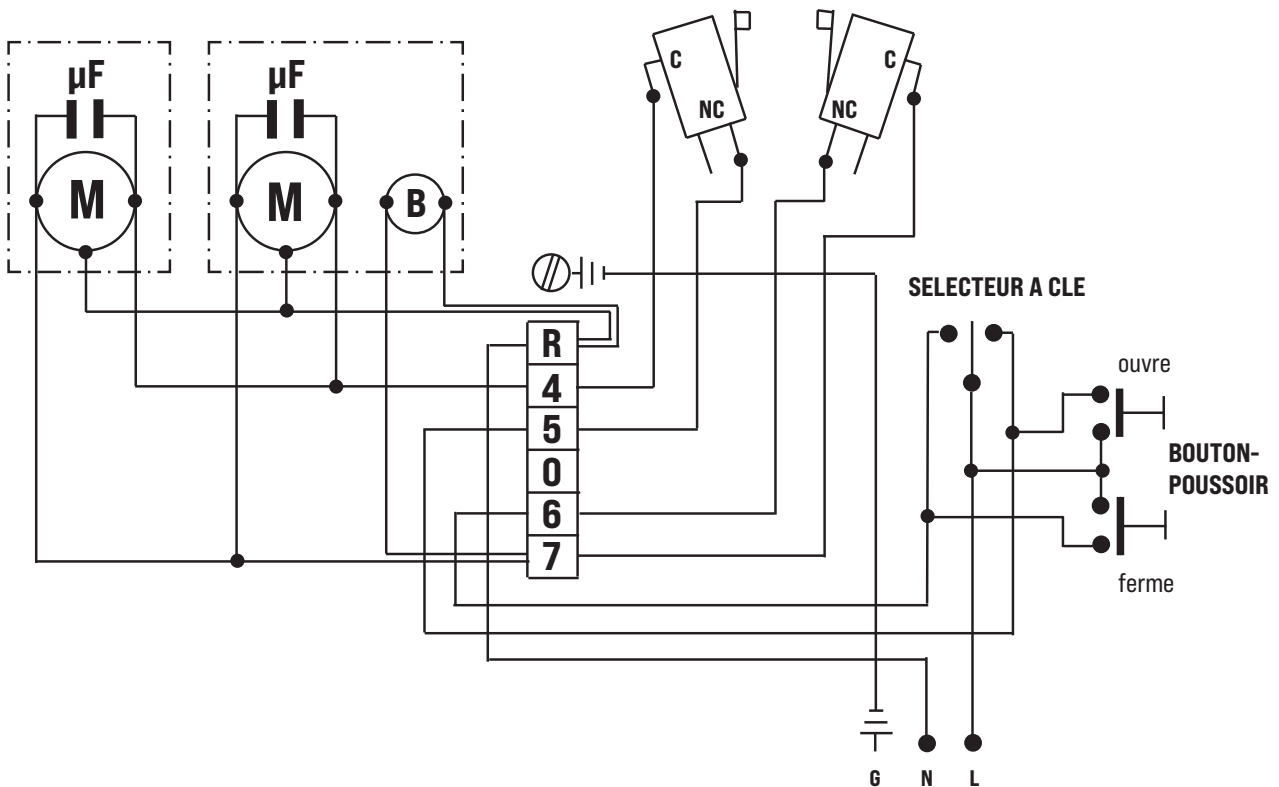 µF
µF
M
M
B
C
NC
C
NC
R
4
5
0
6
7
SELECTEUR A CLE
ouvre
BOUTON-
POUSSOIR
ferme
G
N
L